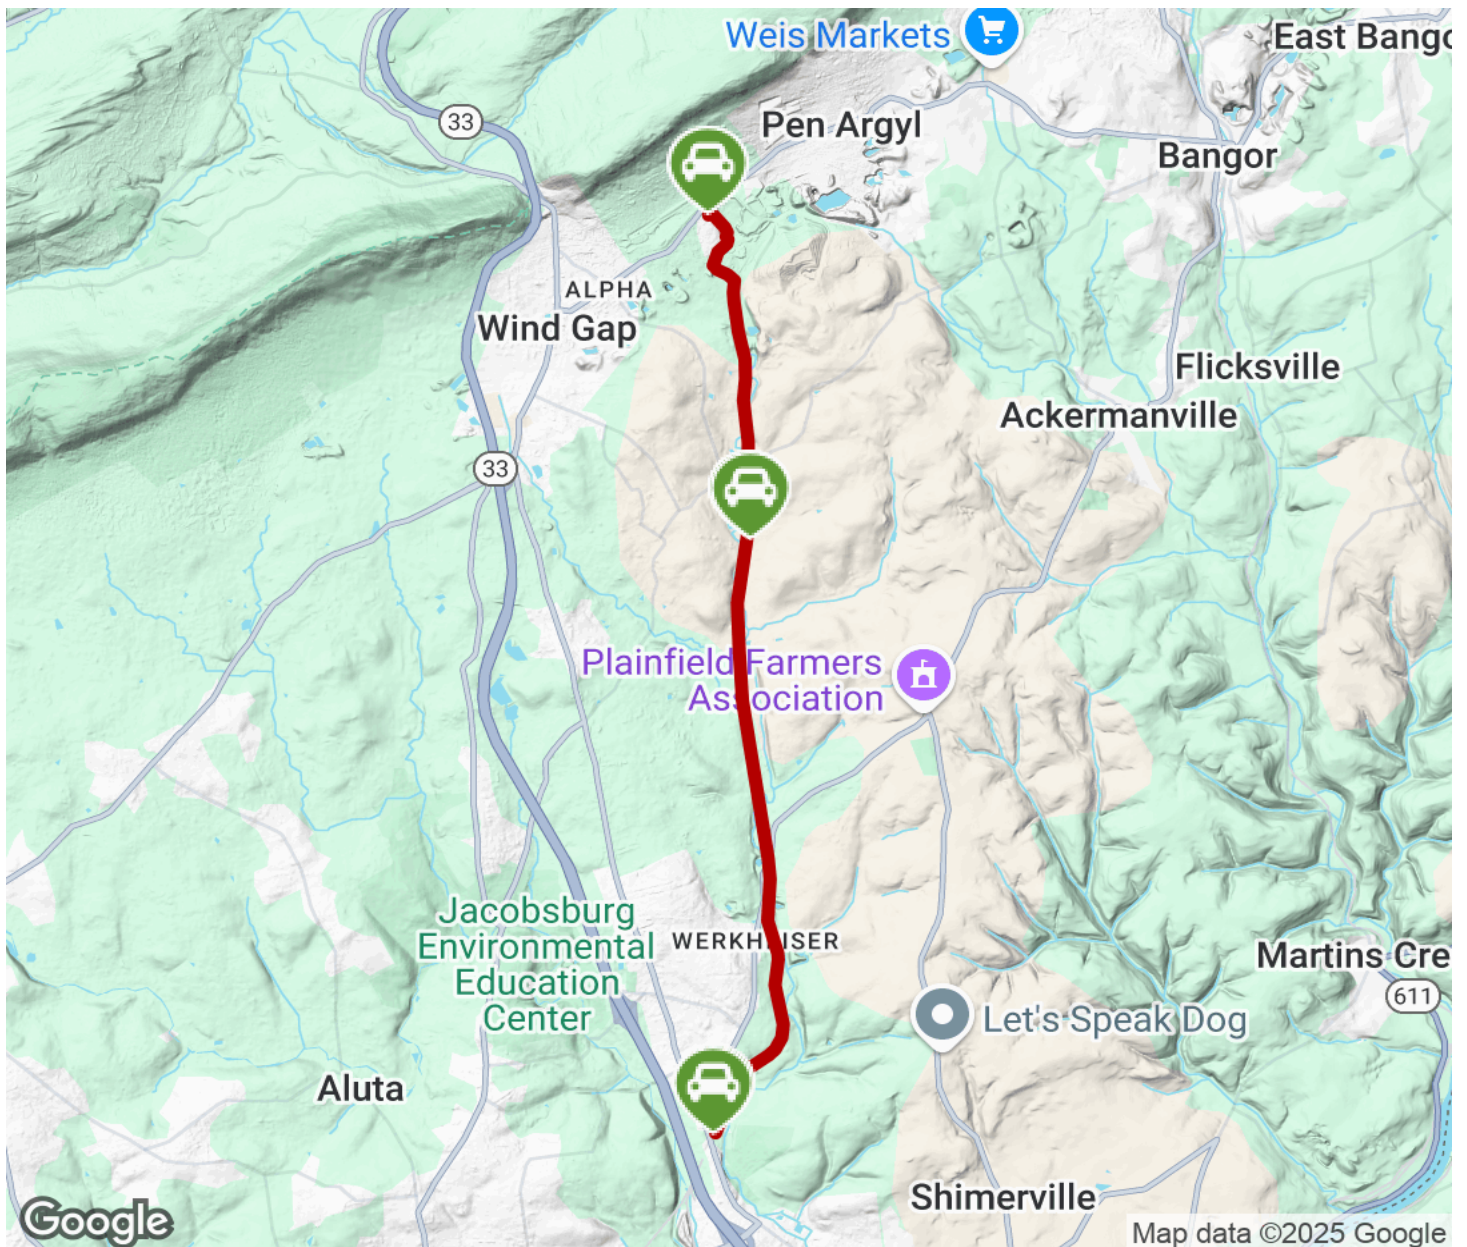 Weis Markets
East Bango
33
Pen Argyl
Bangor
ALPHA
Wind Gap
Flicksville
Ackermanville
33
Plainfield Farmers
Association
Jacobsburg
Environmental
Education
Center
WERKHEISER
Martins Cre
611
Let's Speak Dog
Aluta
Shimerville
Google
Map data ©2025 Google